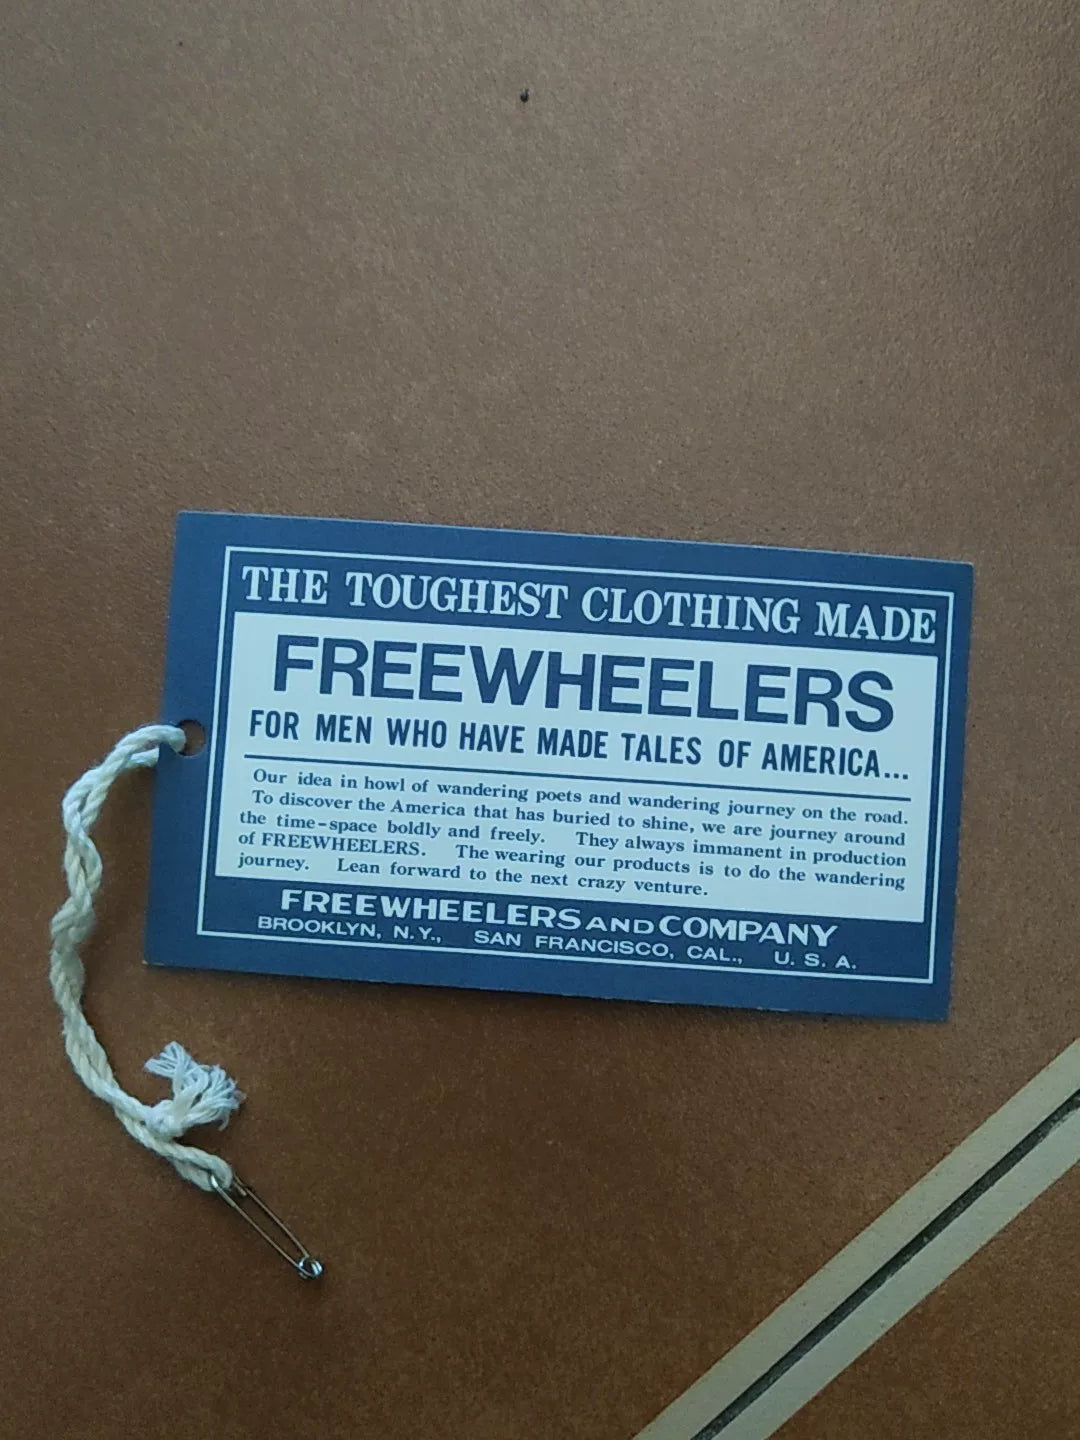 THE TOUGHEST CLOTHING MADE
FREEWHEELERS
FOR MEN WHO HAVE MADE TALES OF AMERICA...
Our idea in howl of wandering poets and wandering journey on the road.
To discover the America that has buried to shine, we are journey around
the time-space boldly and freely. They always immanent in production
of FREEWHEELERS. The wearing our products is to do the wandering
journey. Lean forward to the next crazy venture.
FREEWHEELERS AND COMPANY
BROOKLYN, N.Y., SAN FRANCISCO, CAL., U. S. A.